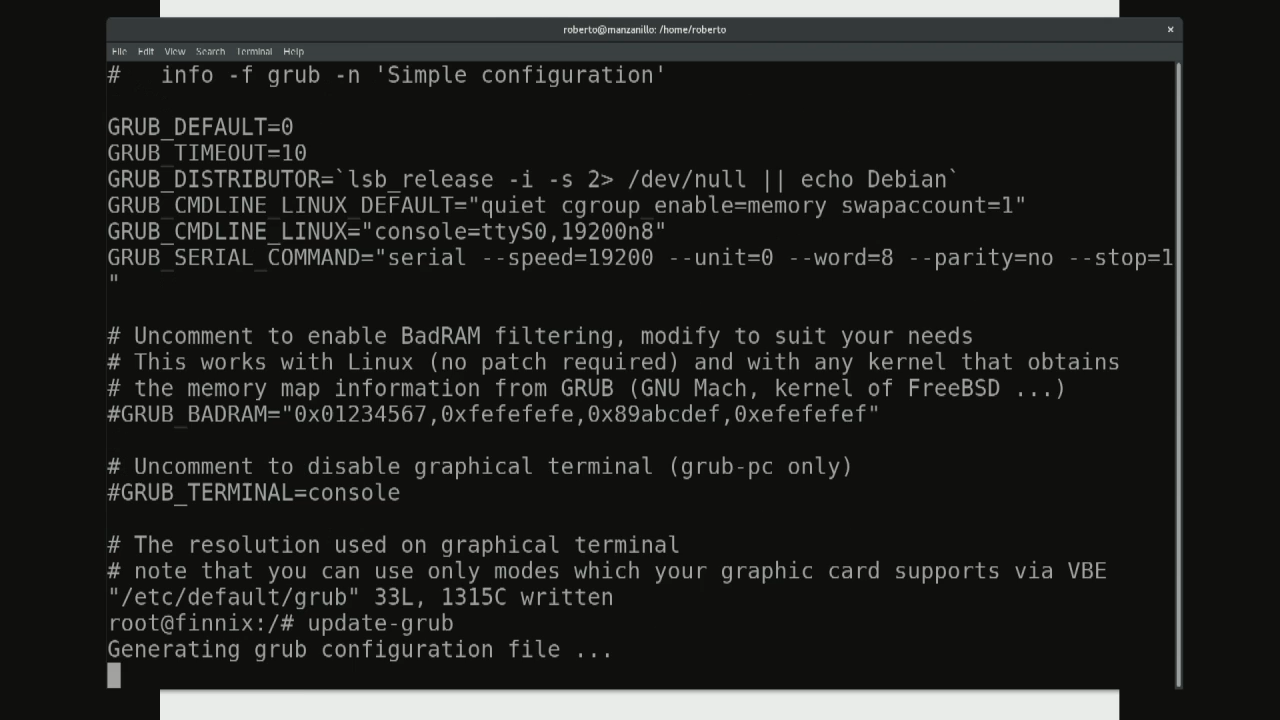 roberto@manzanillo: /home/roberto
×
File Edit View Search Terminal Help
#   info -f grub -n 'Simple configuration'
GRUB_DEFAULT=0
GRUB_TIMEOUT=10
GRUB_DISTRIBUTOR=`lsb_release -i -s 2> /dev/null || echo Debian`
GRUB_CMDLINE_LINUX_DEFAULT="quiet cgroup_enable=memory swapaccount=1"
GRUB_CMDLINE_LINUX="console=ttyS0,19200n8"
GRUB_SERIAL_COMMAND="serial --speed=19200 --unit=0 --word=8 --parity=no --stop=1
"
# Uncomment to enable BadRAM filtering, modify to suit your needs
# This works with Linux (no patch required) and with any kernel that obtains
# the memory map information from GRUB (GNU Mach, kernel of FreeBSD ...)
#GRUB_BADRAM="0x01234567,0xfefefefe,0x89abcdef,0xefefefef"
# Uncomment to disable graphical terminal (grub-pc only)
#GRUB_TERMINAL=console
# The resolution used on graphical terminal
# note that you can use only modes which your graphic card supports via VBE
"/etc/default/grub" 33L, 1315C written
root@finnix:/# update-grub
Generating grub configuration file ...